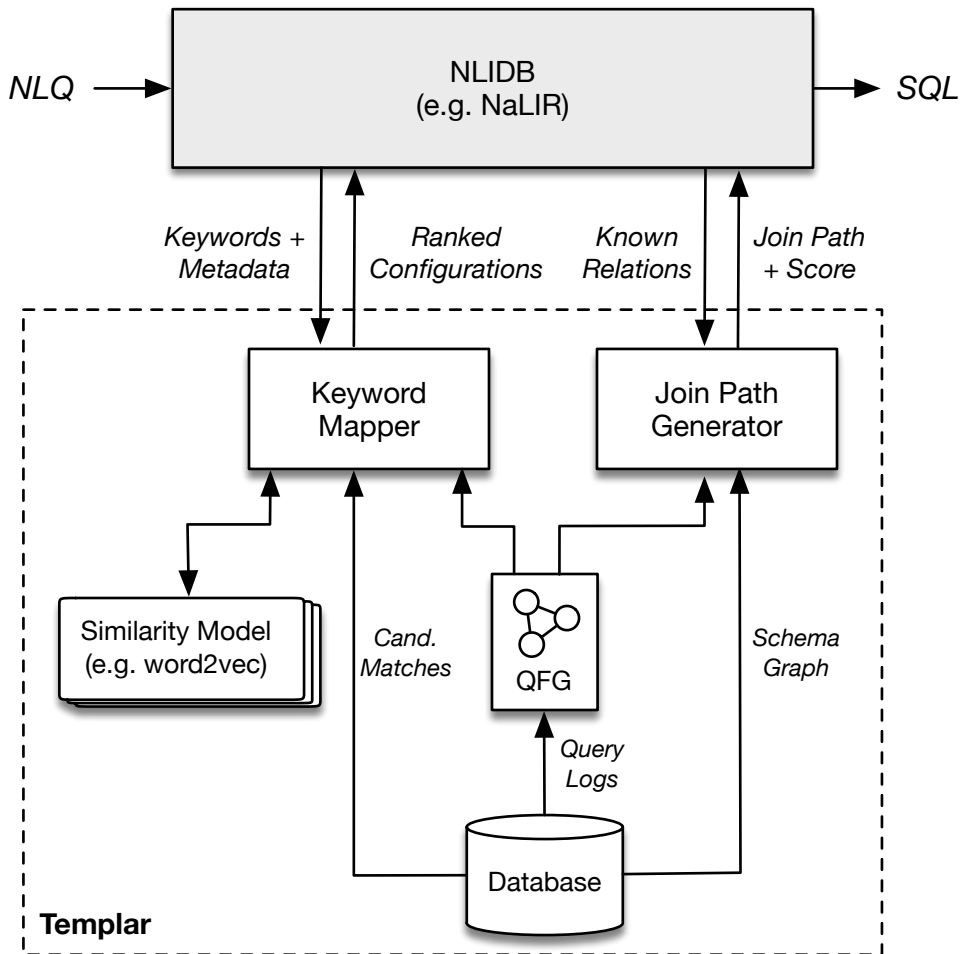 NLIDB
(e.g. NaLIR)
NLQ
SQL
Keywords +
Metadata
Ranked
Configurations
Known
Relations
Join Path
+ Score
Keyword
Mapper
Join Path
Generator
Similarity Model
(e.g. word2vec)
Cand.
Matches
QFG
Schema
Graph
Query
Logs
Database
Templar